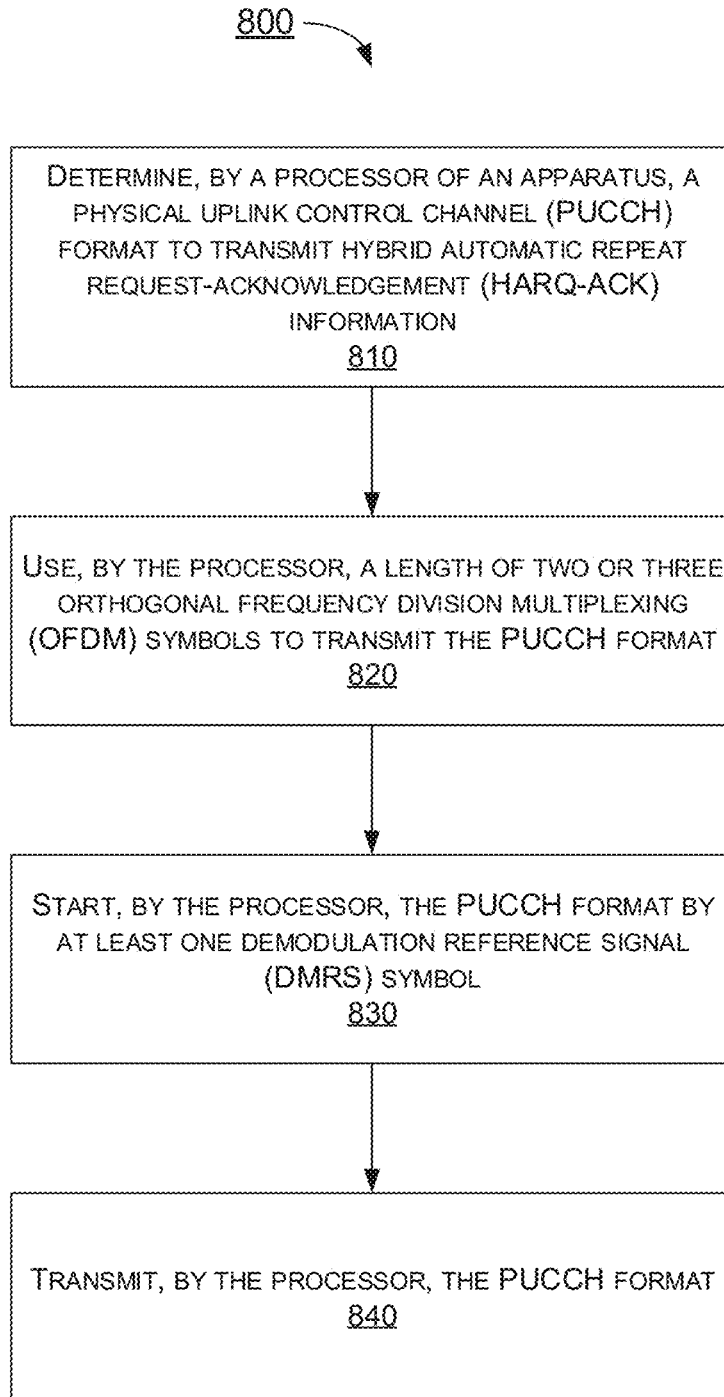 800
DETERMINE, BY A PROCESSOR OF AN APPARATUS, A
PHYSICAL UPLINK CONTROL CHANNEL (PUCCH)
FORMAT TO TRANSMIT HYBRID AUTOMATIC REPEAT
REQUEST-ACKNOWLEDGEMENT (HARQ-ACK)
INFORMATION
810
USE, BY THE PROCESSOR, A LENGTH OF TWO OR THREE
ORTHOGONAL FREQUENCY DIVISION MULTIPLEXING
(OFDM) SYMBOLS TO TRANSMIT THE PUCCH FORMAT
820
START, BY THE PROCESSOR, THE PUCCH FORMAT BY
AT LEAST ONE DEMODULATION REFERENCE SIGNAL
(DMRS) SYMBOL
830
TRANSMIT, BY THE PROCESSOR, THE PUCCH FORMAT
840